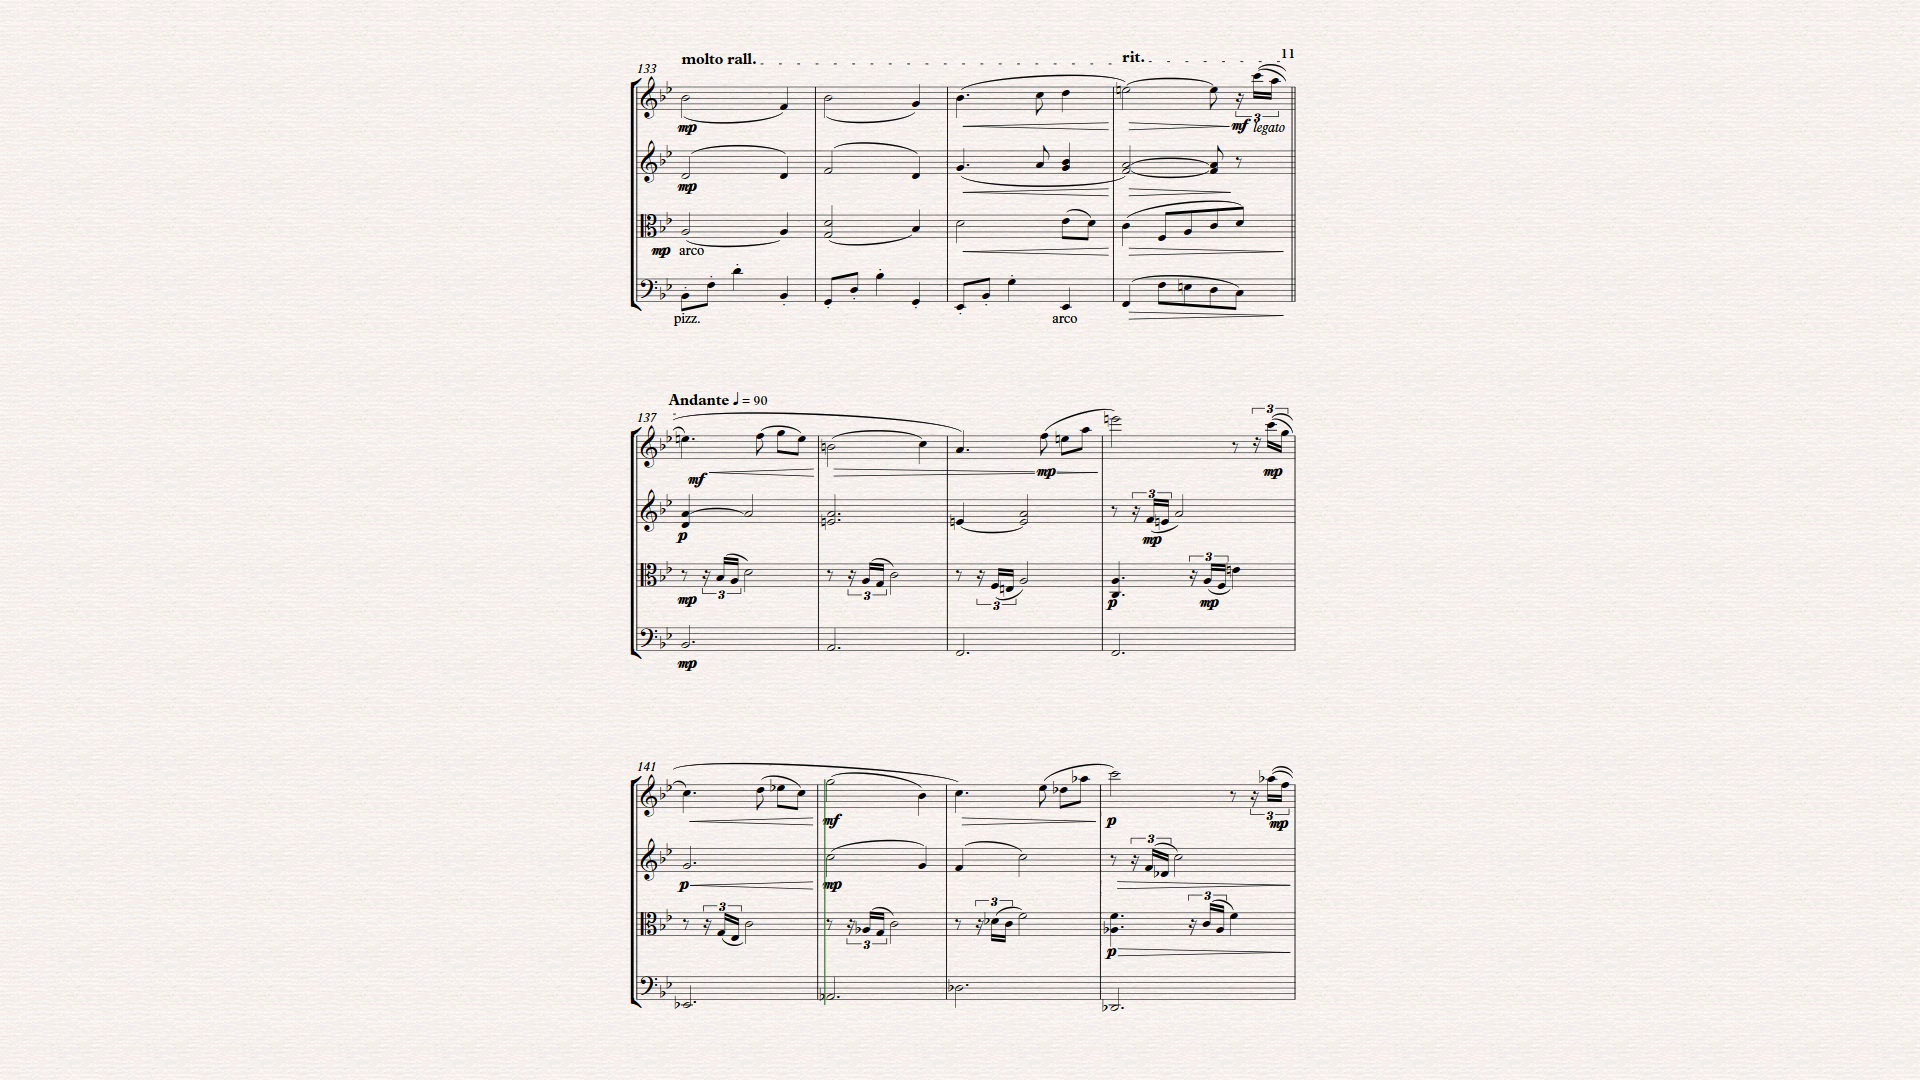 molto rall. rit. 11
133
3
mp mf legato
mp
mp arco
pizz. arco
Andante ♩ = 90
137 3
mf mp mp
3
p mp
3
3 3 3
mp p mp
mp
141
mf p 3
mp
3
p mp
3 3 3
3
p